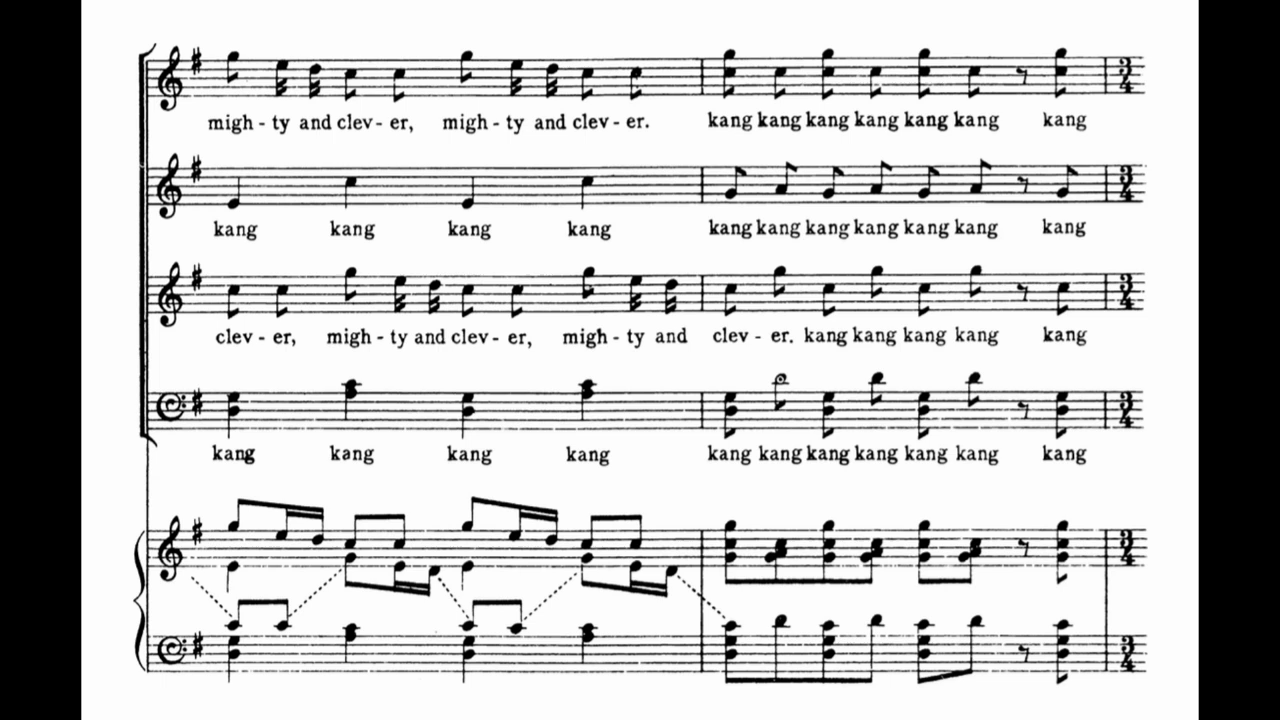 migh - ty and clev - er, migh - ty and clev - er. kang kang kang kang kang kang kang
kang kang kang kang kang kang kang kang kang kang kang
clev - er, migh - ty and clev - er, migh - ty and clev - er. kang kang kang kang kang
kang kang kang kang kang kang kang kang kang kang kang